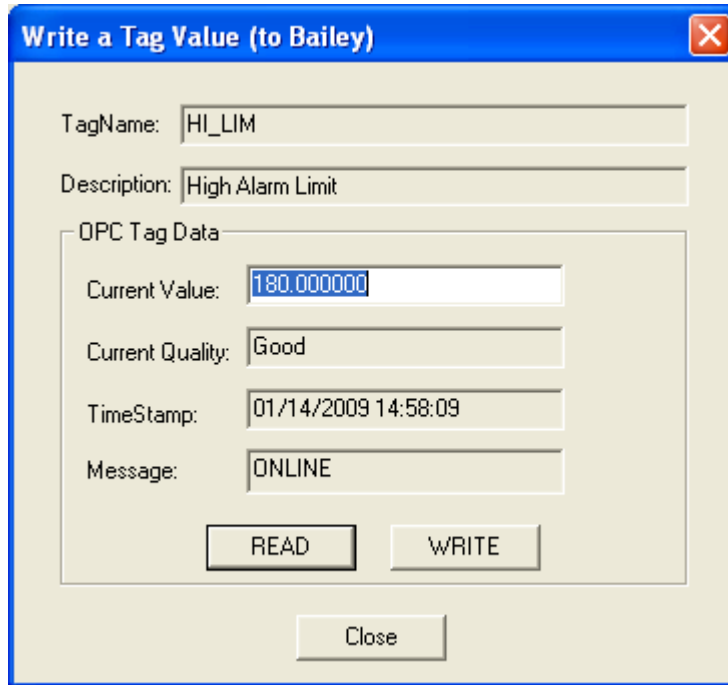 Write a Tag Value (to Bailey)
TagName: HI_LIM
Description: High Alarm Limit
OPC Tag Data
Current Value: 180.000000
Current Quality: Good
TimeStamp: 01/14/2009 14:58:09
Message: ONLINE
READ WRITE
Close